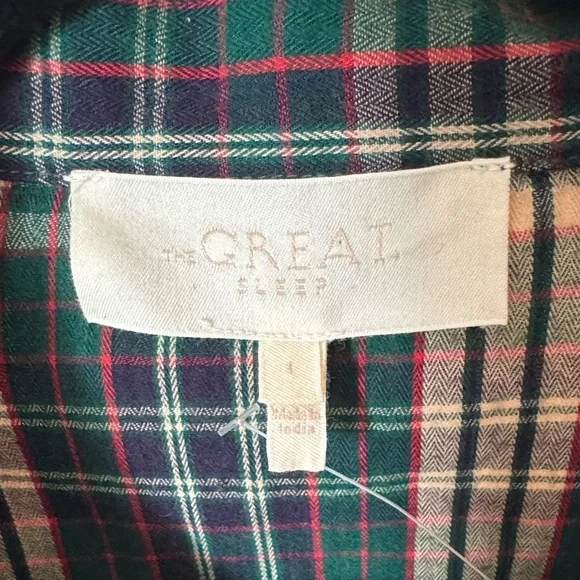 THE GREAT.
SLEEP
1
Made in
India